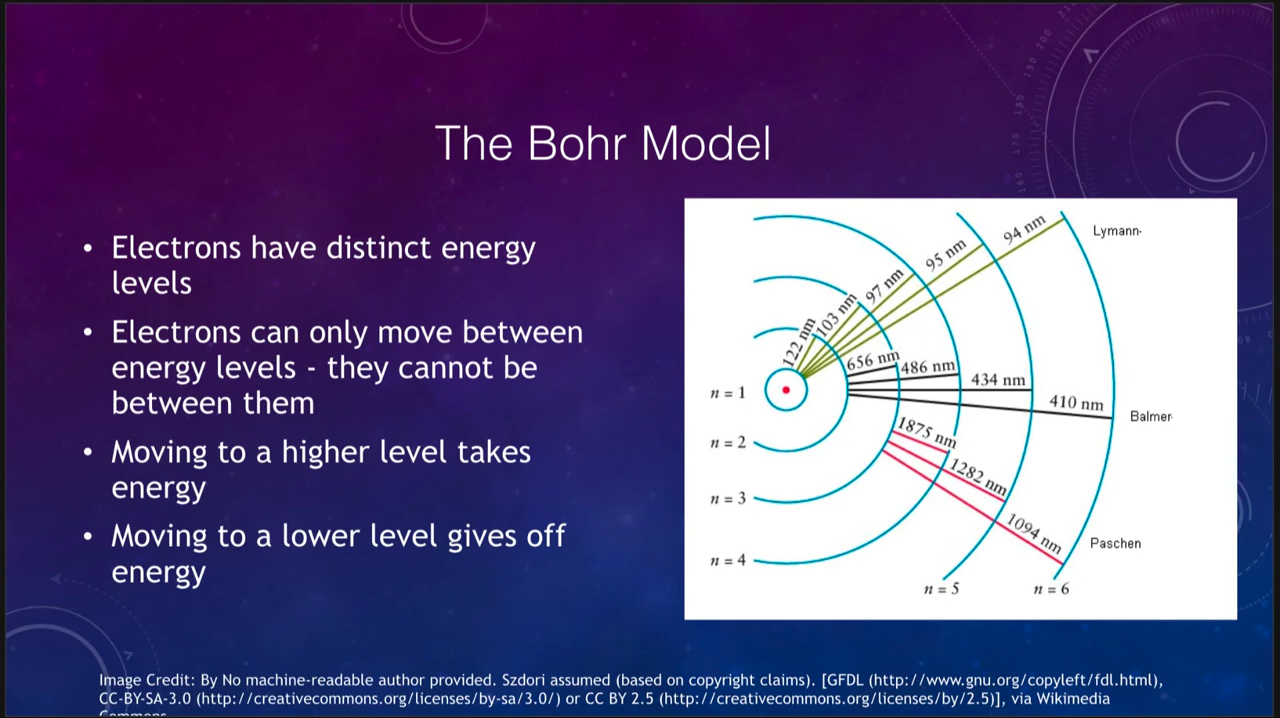 The Bohr Model
• Electrons have distinct energy
levels
• Electrons can only move between
energy levels - they cannot be
between them
• Moving to a higher level takes
energy
• Moving to a lower level gives off
energy
94 nm
Lymann-
95 nm
97 nm
103 nm
122 nm
656 nm
486 nm
434 nm
410 nm
Balmer-
1875 nm
1282 nm
1094 nm
Paschen
n = 1
n = 2
n = 3
n = 4
n = 5
n = 6
Image Credit: By No machine-readable author provided. Szdori assumed (based on copyright claims). [GFDL (http://www.gnu.org/copyleft/fdl.html),
CC-BY-SA-3.0 (http://creativecommons.org/licenses/by-sa/3.0/) or CC BY 2.5 (http://creativecommons.org/licenses/by/2.5)], via Wikimedia
Commons
200
190
180
170
160